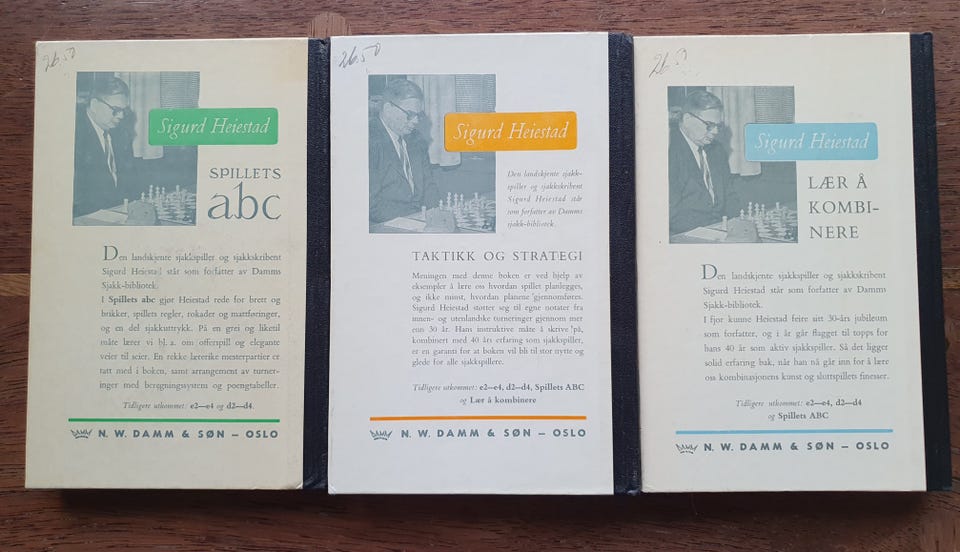 26.50
Sigurd Heiestad
SPILLETS
abc
Den landskjente sjakkspiller og sjakkskribent
Sigurd Heiestad står som forfatter av Damms
Sjakk-bibliotek.
I Spillets abc gjør Heiestad rede for brett og
brikker, spillets regler, rokader og mattføringer,
og en del sjakkuttrykk. På en grei og liketil
måte lærer vi bl. a. om offerspill og elegante
veier til seier. En rekke lærerike mesterpartier er
tatt med i boken, samt arrangement av turner-
inger med beregningssystem og poengtabeller.
Tidligere utkommet: e2—e4 og d2—d4.
DAMM
N. W. DAMM & SØN — OSLO
26.50
Sigurd Heiestad
Den landskjente sjakk-
spiller og sjakkskribent
Sigurd Heiestad står
som forfatter av Damms
sjakk-bibliotek.
TAKTIKK OG STRATEGI
Meningen med denne boken er ved hjelp av
eksempler å lære oss hvordan spillet planlegges,
og ikke minst, hvordan planene gjennomføres.
Sigurd Heiestad støtter seg til egne notater fra
innen- og utenlandske turneringer gjennom mer
enn 30 år. Hans instruktive måte å skrive på,
kombinert med 40 års erfaring som sjakkspiller,
er en garanti for at boken vil bli til stor nytte og
glede for alle sjakkspillere.
Tidligere utkommet: e2—e4, d2—d4, Spillets ABC
og Lær å kombinere
DAMM
N. W. DAMM & SØN — OSLO
26.5
Sigurd Heiestad
LÆR Å
KOMBI-
NERE
Den landskjente sjakkspiller og sjakkskribent
Sigurd Heiestad står som forfatter av Damms
Sjakk-bibliotek.
I fjor kunne Heiestad feire sitt 30-års jubileum
som forfatter, og i år går flagget til topps for
hans 40 år som aktiv sjakkspiller. Så det ligger
solid erfaring bak, når han nå går inn for å lære
oss kombinasjonens kunst og sluttspillets finesser.
Tidligere utkommet: e2—e4, d2—d4
og Spillets ABC
DAMM
N. W. DAMM & SØN — OSLO